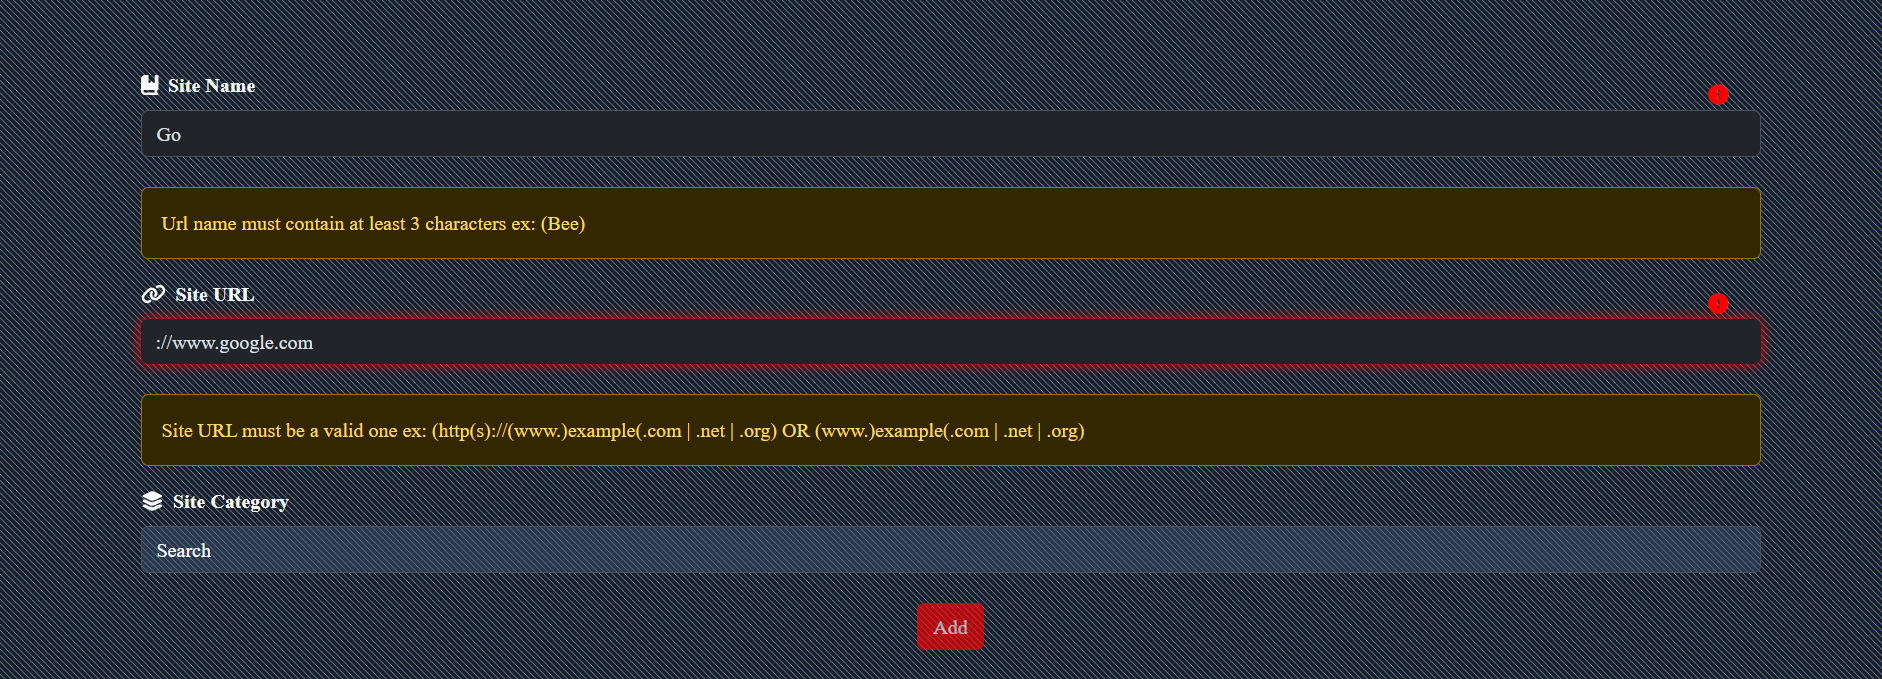 Site Name
Go
Url name must contain at least 3 characters ex: (Bee)
Site URL
://www.google.com
Site URL must be a valid one ex: (http(s)://(www.)example(.com | .net | .org) OR (www.)example(.com | .net | .org)
Site Category
Search
Add